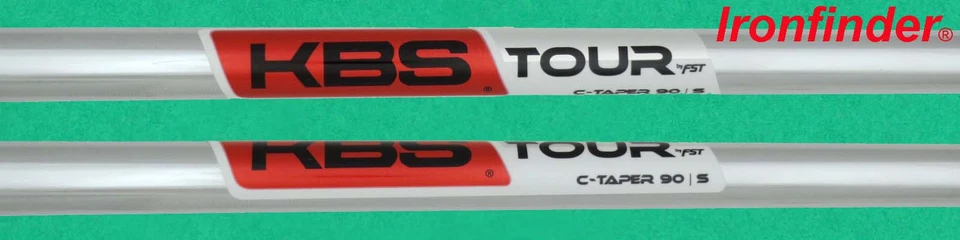 Ironfinder®
KBS® TOUR by FST
C-TAPER 90 | S
KBS® TOUR by FST
C-TAPER 90 | S